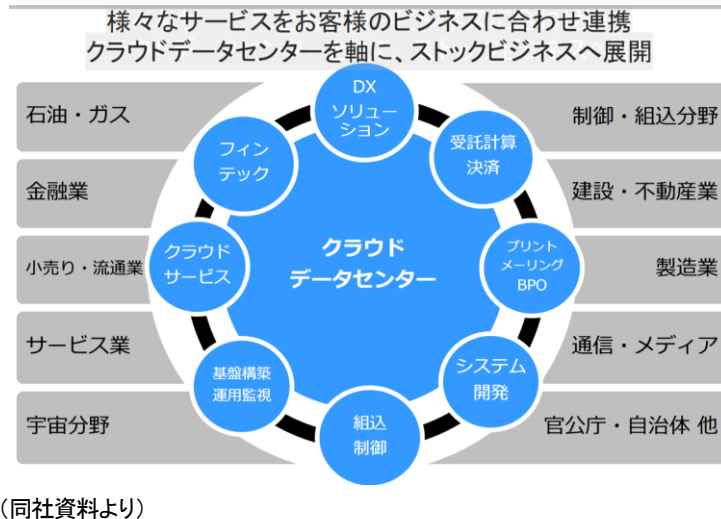 様々なサービスをお客様のビジネスに合わせ連携
クラウドデータセンターを軸に、ストックビジネスへ展開
石油・ガス
金融業
小売り・流通業
サービス業
宇宙分野
DX
ソリュー
ション
フィン
テック
受託計算
決済
クラウド
サービス
クラウド
データセンター
プリント
メーリング
BPO
基盤構築
運用監視
システム
開発
組込
制御
制御・組込分野
建設・不動産業
製造業
通信・メディア
官公庁・自治体 他
（同社資料より）